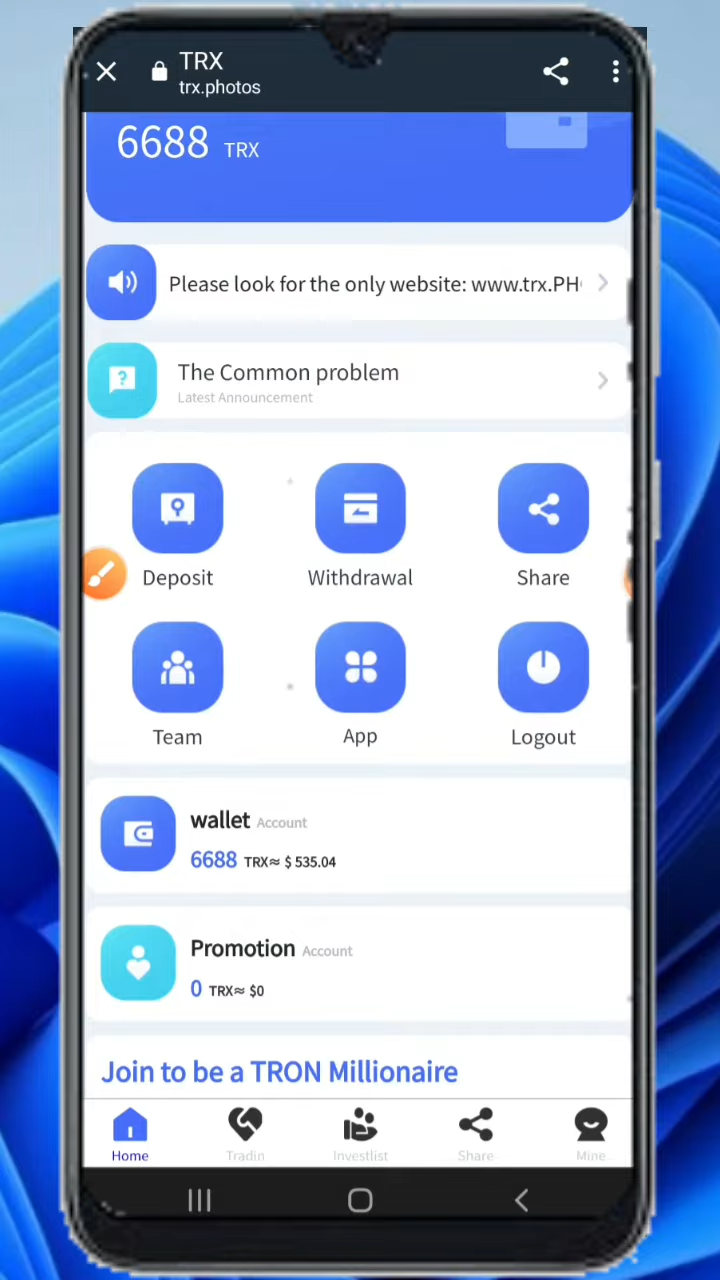 TRX
trx.photos
6688 TRX
Please look for the only website: www.trx.PH
The Common problem
Latest Announcement
Deposit
Withdrawal
Share
Team
App
Logout
wallet Account
6688 TRX≈ $ 535.04
Promotion Account
0 TRX≈ $0
Join to be a TRON Millionaire
Home
Tradin
Investlist
Share
Mine